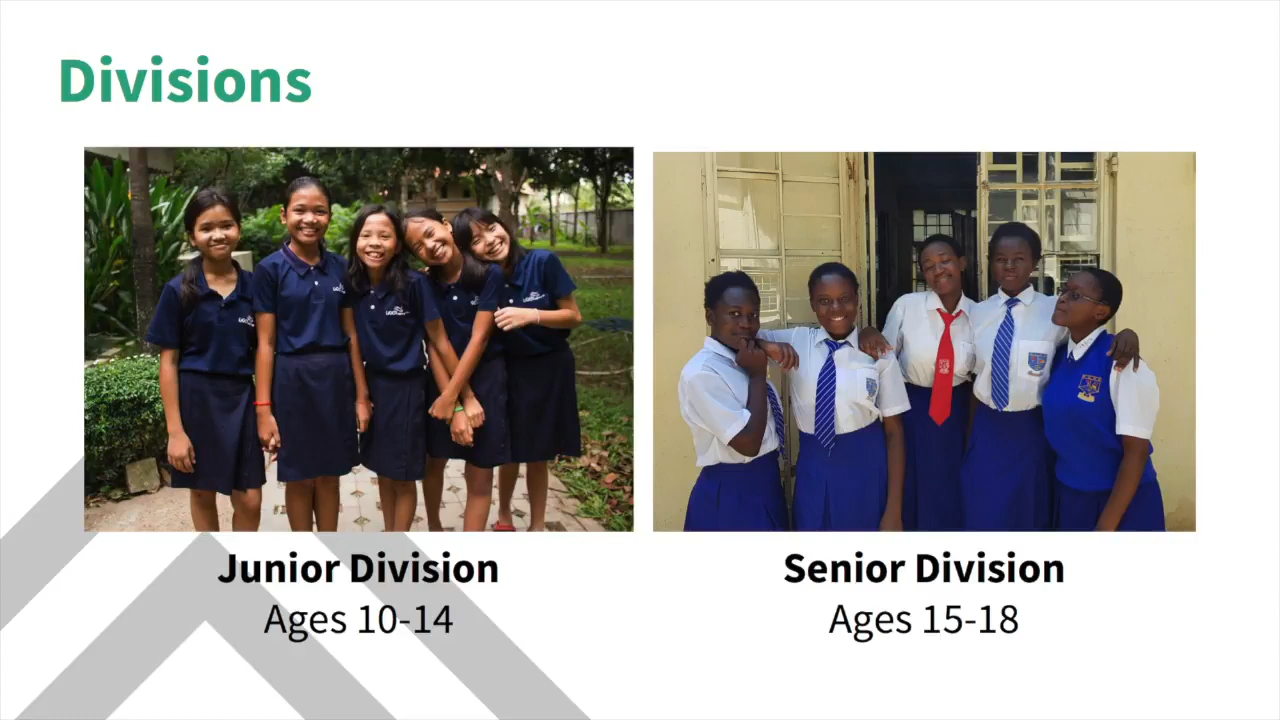 Divisions
Junior Division
Ages 10-14
Senior Division
Ages 15-18